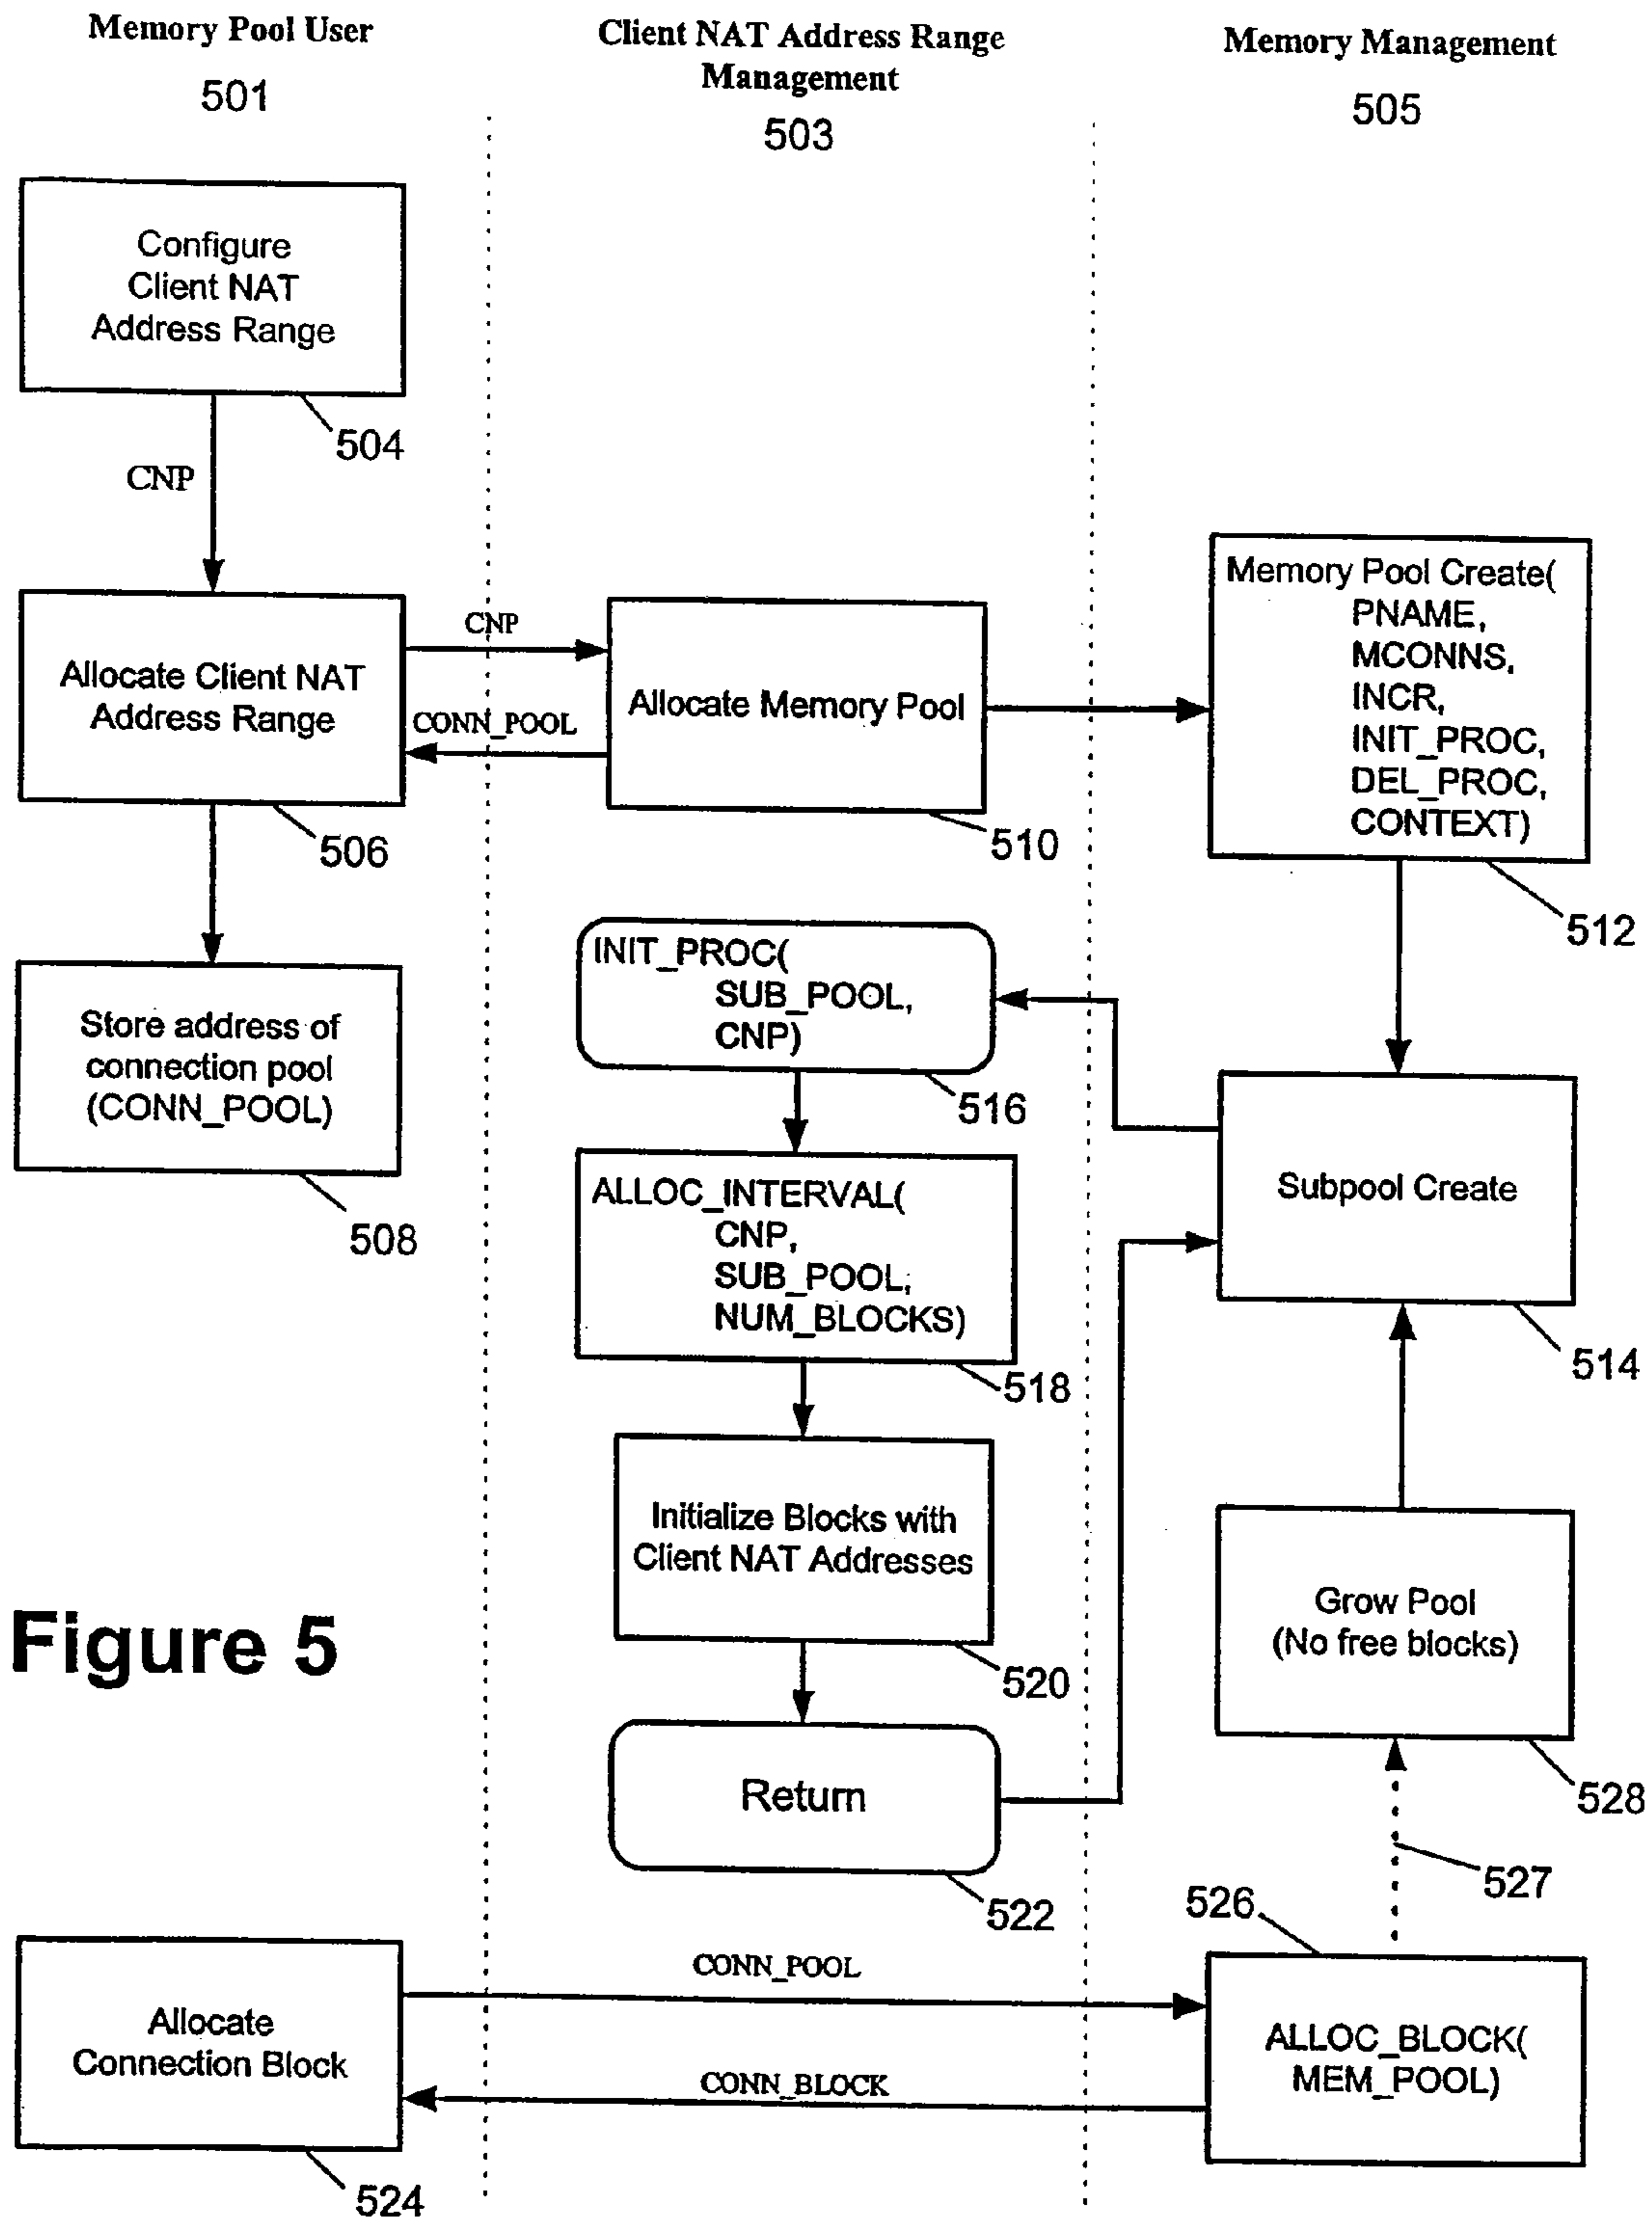 Memory Pool User
501
Client NAT Address Range
Management
503
Memory Management
505
Configure
Client NAT
Address Range
504
CNP
Allocate Client NAT
Address Range
506
CNP
CONN_POOL
Allocate Memory Pool
510
Memory Pool Create(
PNAME,
MCONNS,
INCR,
INIT_PROC,
DEL_PROC,
CONTEXT)
512
Store address of
connection pool
(CONN_POOL)
508
INIT_PROC(
SUB_POOL,
CNP)
516
ALLOC_INTERVAL(
CNP,
SUB_POOL,
NUM_BLOCKS)
518
Subpool Create
514
Initialize Blocks with
Client NAT Addresses
520
Grow Pool
(No free blocks)
528
Figure 5
Return
522
527
526
Allocate
Connection Block
524
CONN_POOL
CONN_BLOCK
ALLOC_BLOCK(
MEM_POOL)